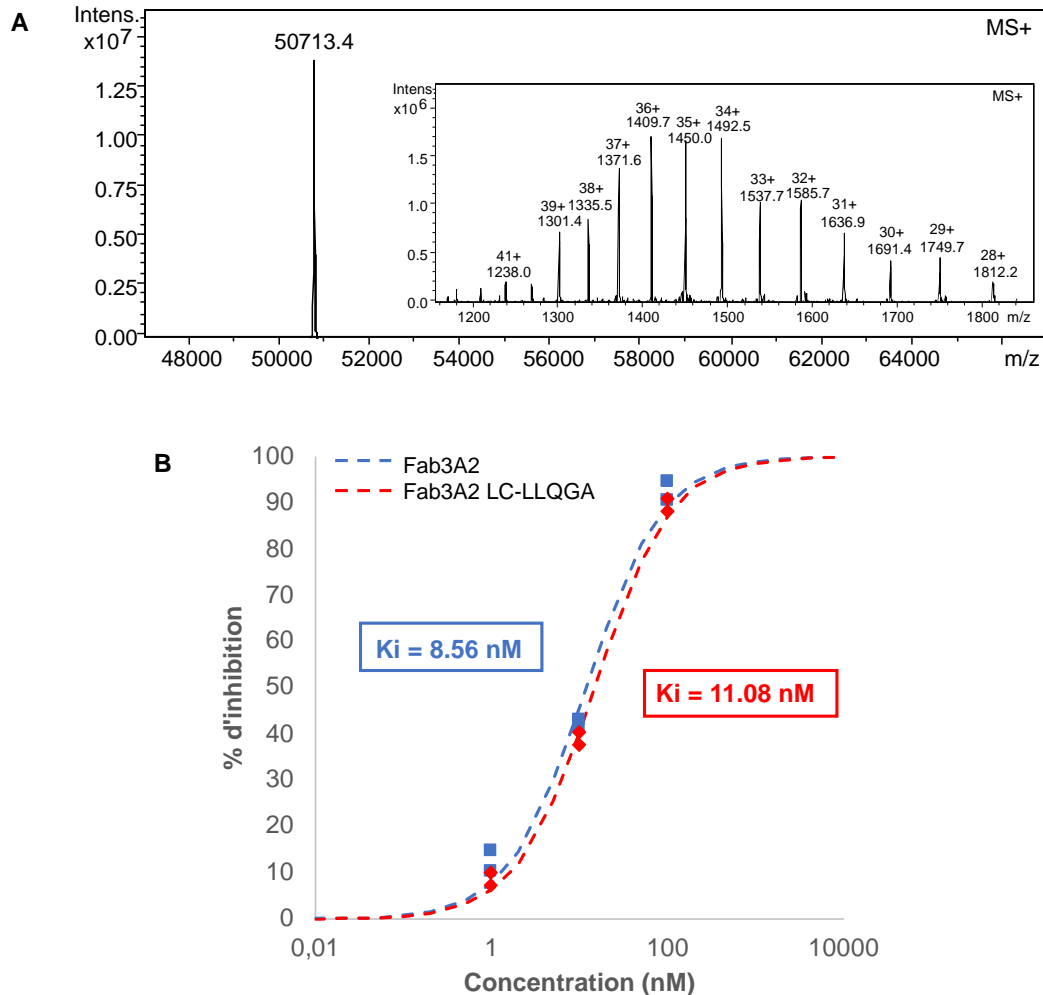 A
Intens.
x10⁷
MS+
50713.4
1.25
1.00
0.75
0.50
0.25
0.00
48000 50000 52000 54000 56000 58000 60000 62000 64000 m/z
Intens.
x10⁶
MS+
36+
1409.7
35+
1450.0
34+
1492.5
37+
1371.6
38+
1335.5
39+
1301.4
33+
1537.7
32+
1585.7
31+
1636.9
41+
1238.0
30+
1691.4
29+
1749.7
28+
1812.2
1.5
1.0
0.5
0.0
1200 1300 1400 1500 1600 1700 1800 m/z
B
Fab3A2
Fab3A2 LC-LLQGA
Ki = 8.56 nM
Ki = 11.08 nM
% d'inhibition
100
90
80
70
60
50
40
30
20
10
0
0,01 1 100 10000
Concentration (nM)